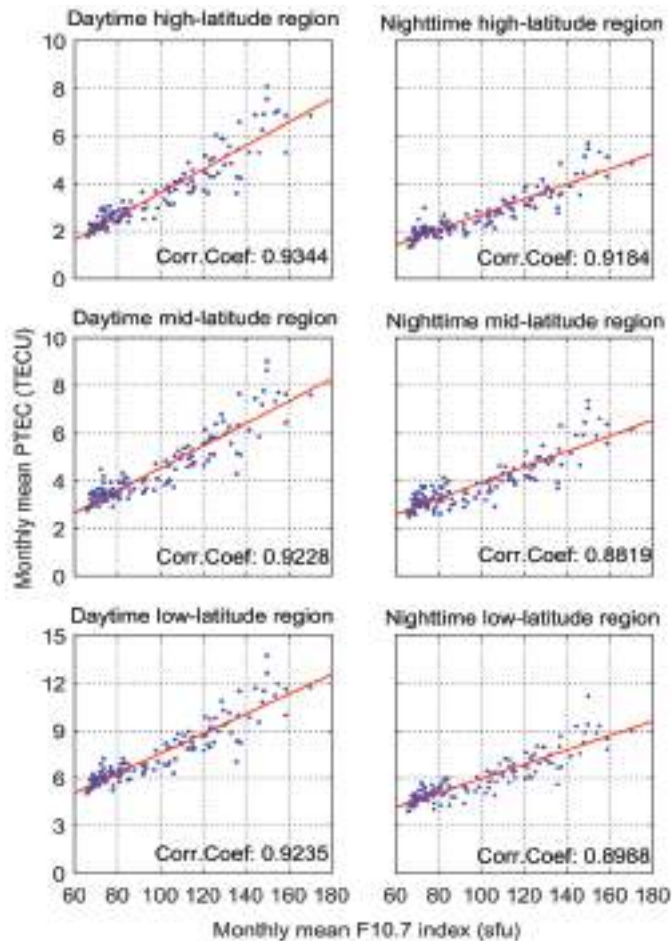 Daytime high-latitude region Nighttime high-latitude region
10
8
6
4
2
0
Corr.Coef: 0.9344 Corr.Coef: 0.9184
Daytime mid-latitude region Nighttime mid-latitude region
10
8
6
4
2
0
Corr.Coef: 0.9228 Corr.Coef: 0.8819
Monthly mean PTEC (TECU)
Daytime low-latitude region Nighttime low-latitude region
15
12
9
6
3
0
Corr.Coef: 0.9235 Corr.Coef: 0.8988
60 80 100 120 140 160 180 60 80 100 120 140 160 180
Monthly mean F10.7 index (sfu)